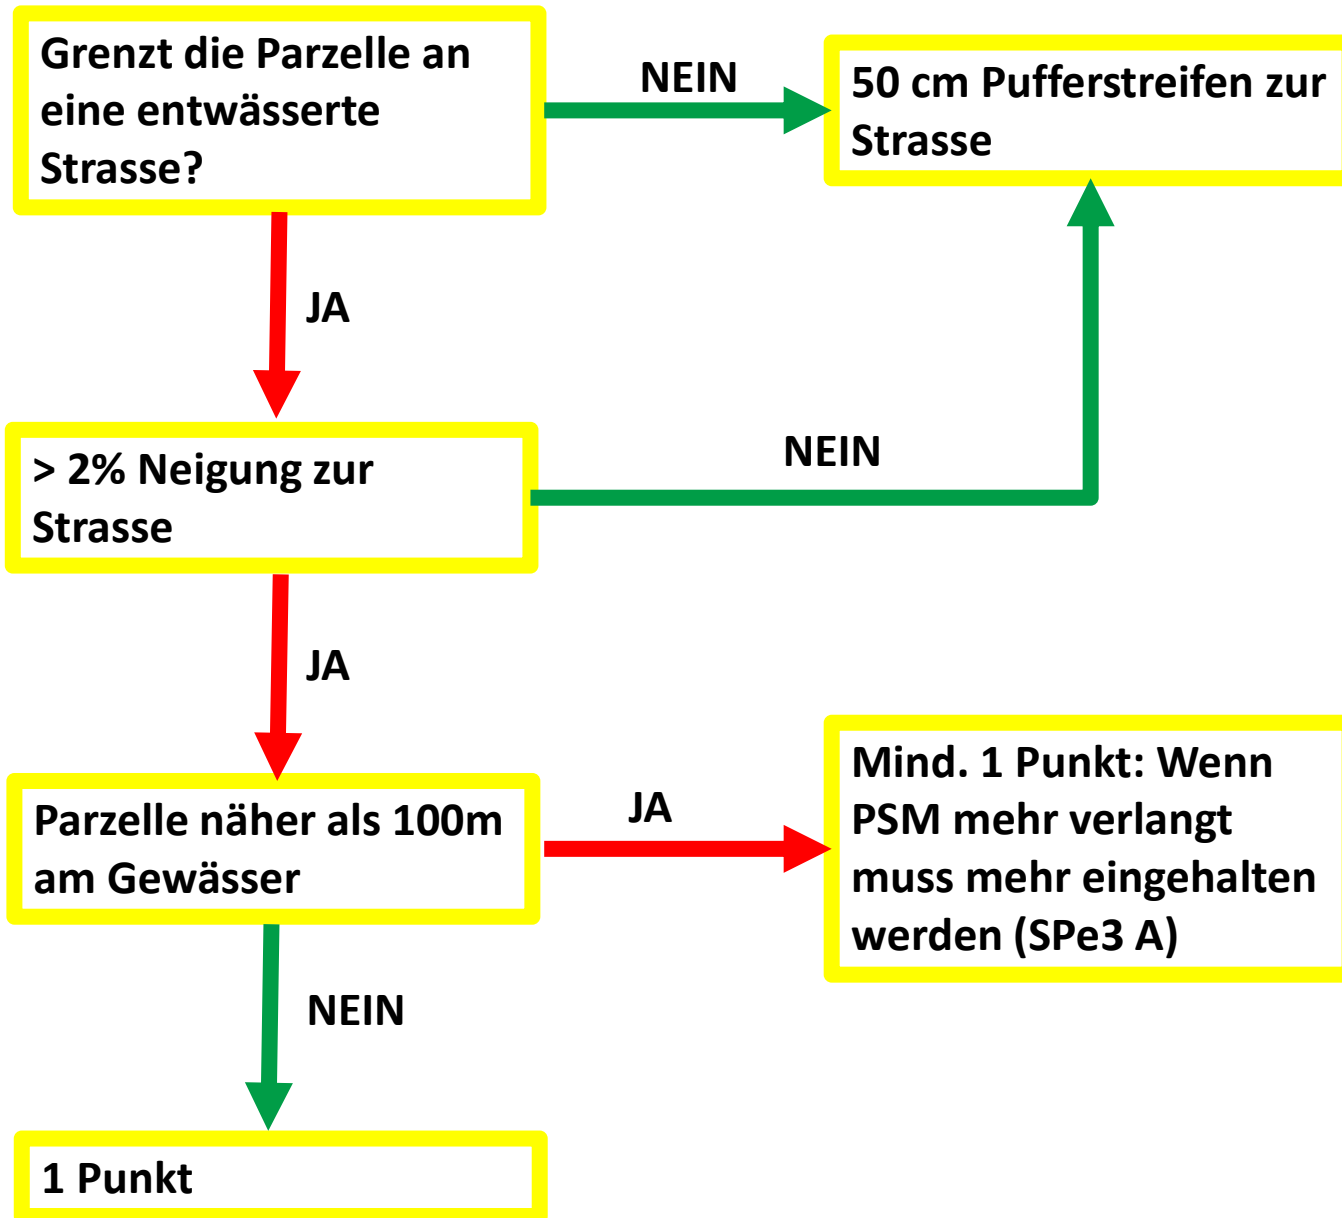 Grenzt die Parzelle an
eine entwässerte
Strasse?
NEIN
50 cm Pufferstreifen zur
Strasse
JA
> 2% Neigung zur
Strasse
NEIN
JA
Parzelle näher als 100m
am Gewässer
JA
Mind. 1 Punkt: Wenn
PSM mehr verlangt
muss mehr eingehalten
werden (SPe3 A)
NEIN
1 Punkt